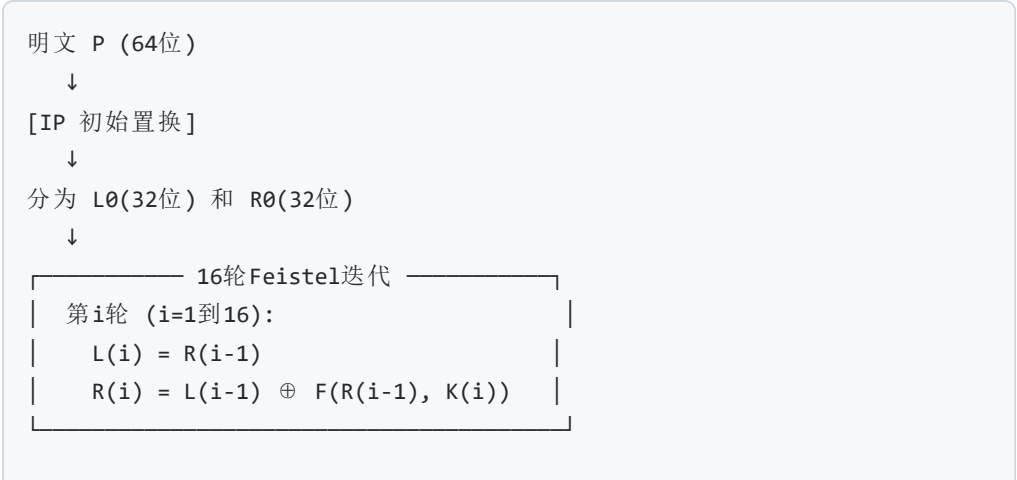 明文 P (64位)
↓
[IP 初始置换]
↓
分为 L0(32位) 和 R0(32位)
↓
┌─────────── 16轮Feistel迭代 ───────────┐
│  第i轮 (i=1到16):                      │
│    L(i) = R(i-1)                      │
│    R(i) = L(i-1) ⊕ F(R(i-1), K(i))   │
└───────────────────────────────────────┘